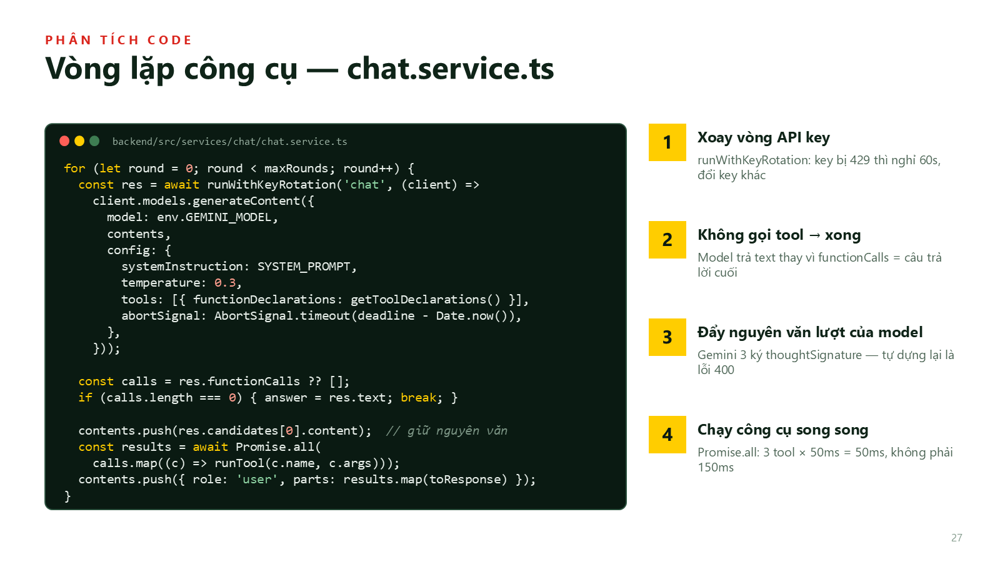 PHÂN TÍCH CODE
Vòng lặp công cụ — chat.service.ts
backend/src/services/chat/chat.service.ts
for (let round = 0; round < maxRounds; round++) {
  const res = await runWithKeyRotation('chat', (client) =>
    client.models.generateContent({
      model: env.GEMINI_MODEL,
      contents,
      config: {
        systemInstruction: SYSTEM_PROMPT,
        temperature: 0.3,
        tools: [{ functionDeclarations: getToolDeclarations() }],
        abortSignal: AbortSignal.timeout(deadline - Date.now()),
      },
    }));

  const calls = res.functionCalls ?? [];
  if (calls.length === 0) { answer = res.text; break; }

  contents.push(res.candidates[0].content);  // giữ nguyên văn
  const results = await Promise.all(
    calls.map((c) => runTool(c.name, c.args)));
  contents.push({ role: 'user', parts: results.map(toResponse) });
}
1
Xoay vòng API key
runWithKeyRotation: key bị 429 thì nghỉ 60s,
đổi key khác
2
Không gọi tool → xong
Model trả text thay vì functionCalls = câu trả
lời cuối
3
Đẩy nguyên văn lượt của model
Gemini 3 ký thoughtSignature — tự dựng lại là
lỗi 400
4
Chạy công cụ song song
Promise.all: 3 tool × 50ms = 50ms, không phải
150ms
27